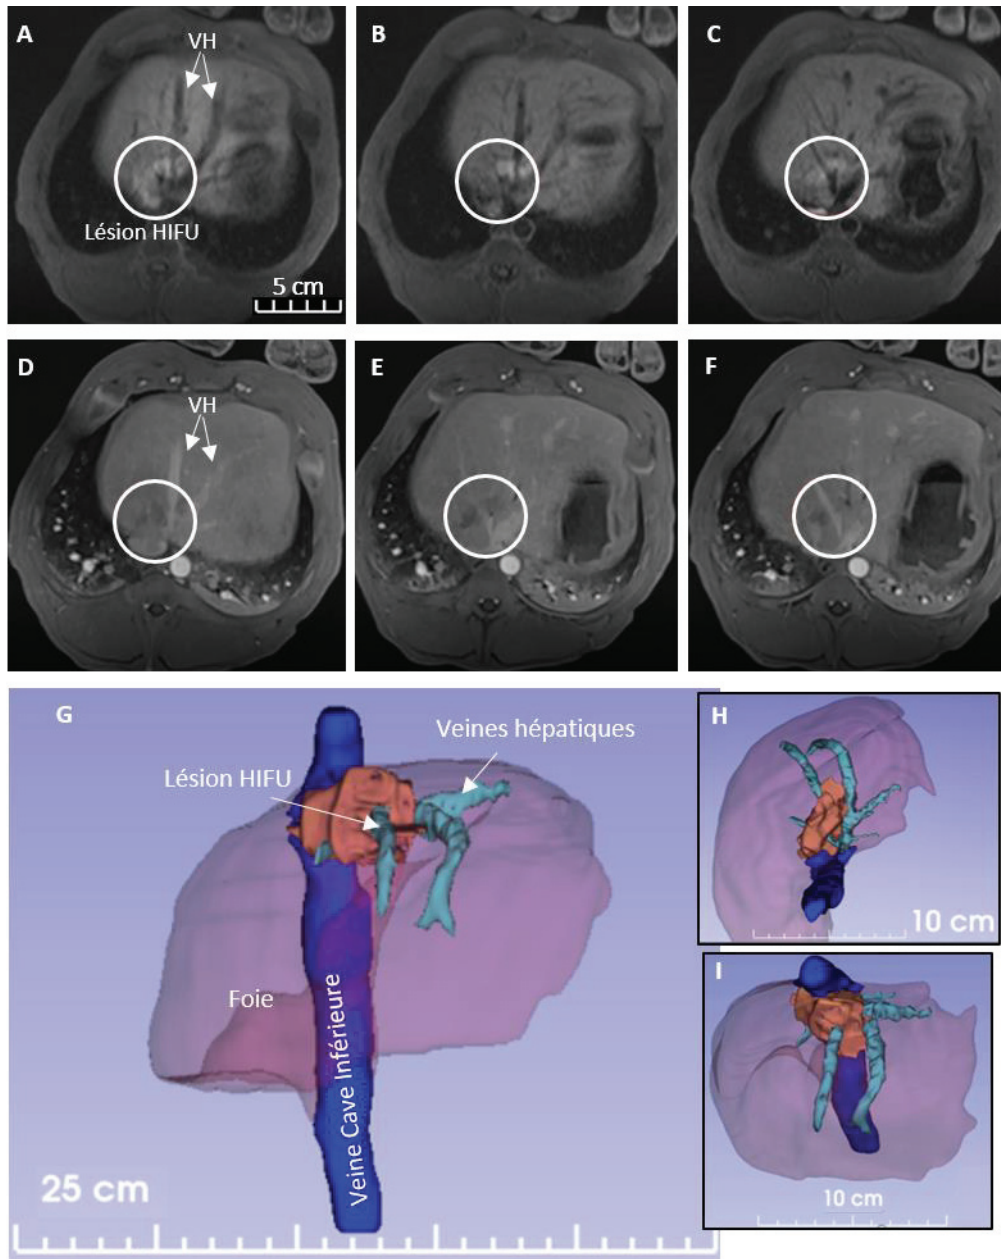 A
VH
B
C
Lésion HIFU
5 cm
D
VH
E
F
G
Veines hépatiques
Lésion HIFU
Foie
Veine Cave Inférieure
25 cm
H
10 cm
I
10 cm